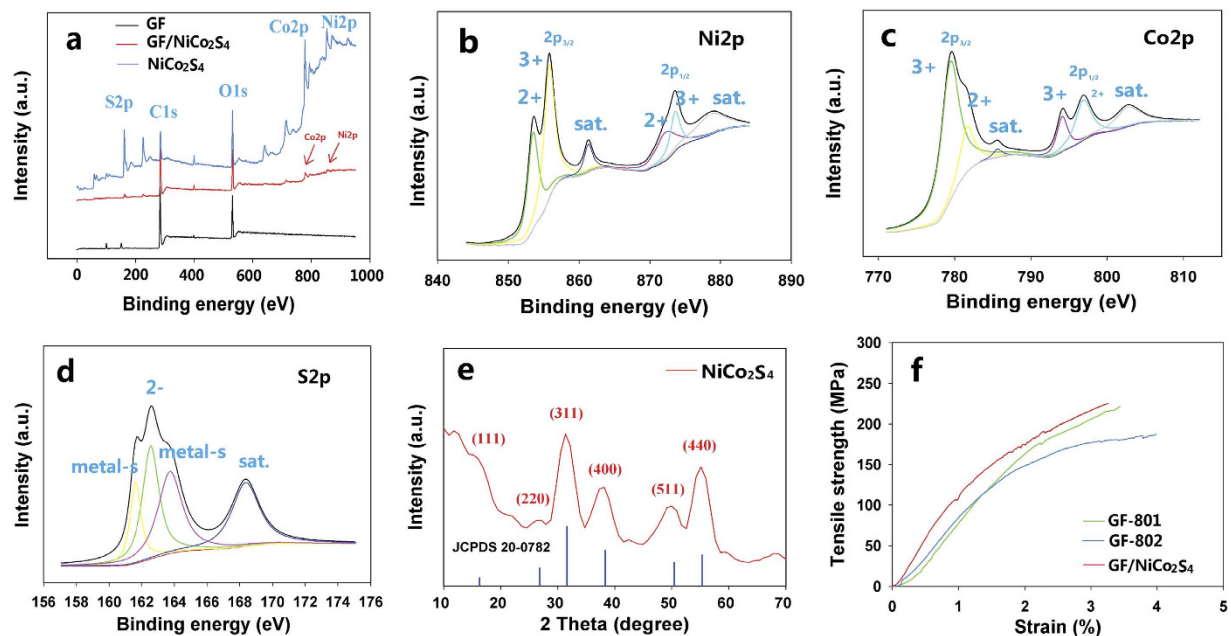 a
GF
GF/NiCo₂S₄
NiCo₂S₄
S2p
C1s
O1s
Co2p
Ni2p
Co2p
Ni2p
Intensity (a.u.)
0 200 400 600 800 1000
Binding energy (eV)
b
Ni2p
2p3/2
3+
2+
sat.
2p1/2
3+
2+
sat.
Intensity (a.u.)
840 850 860 870 880 890
Binding energy (eV)
c
Co2p
2p3/2
3+
2+
sat.
3+
2p1/2
2+
sat.
Intensity (a.u.)
770 780 790 800 810
Binding energy (eV)
d
S2p
2-
metal-s
metal-s
sat.
Intensity (a.u.)
156 158 160 162 164 166 168 170 172 174 176
Binding energy (eV)
e
NiCo₂S₄
(111)
(220)
(311)
(400)
(511)
(440)
JCPDS 20-0782
Intensity (a.u.)
10 20 30 40 50 60 70
2 Theta (degree)
f
Tensile strength (MPa)
300
250
200
150
100
50
0
GF-801
GF-802
GF/NiCo₂S₄
0 1 2 3 4 5
Strain (%)